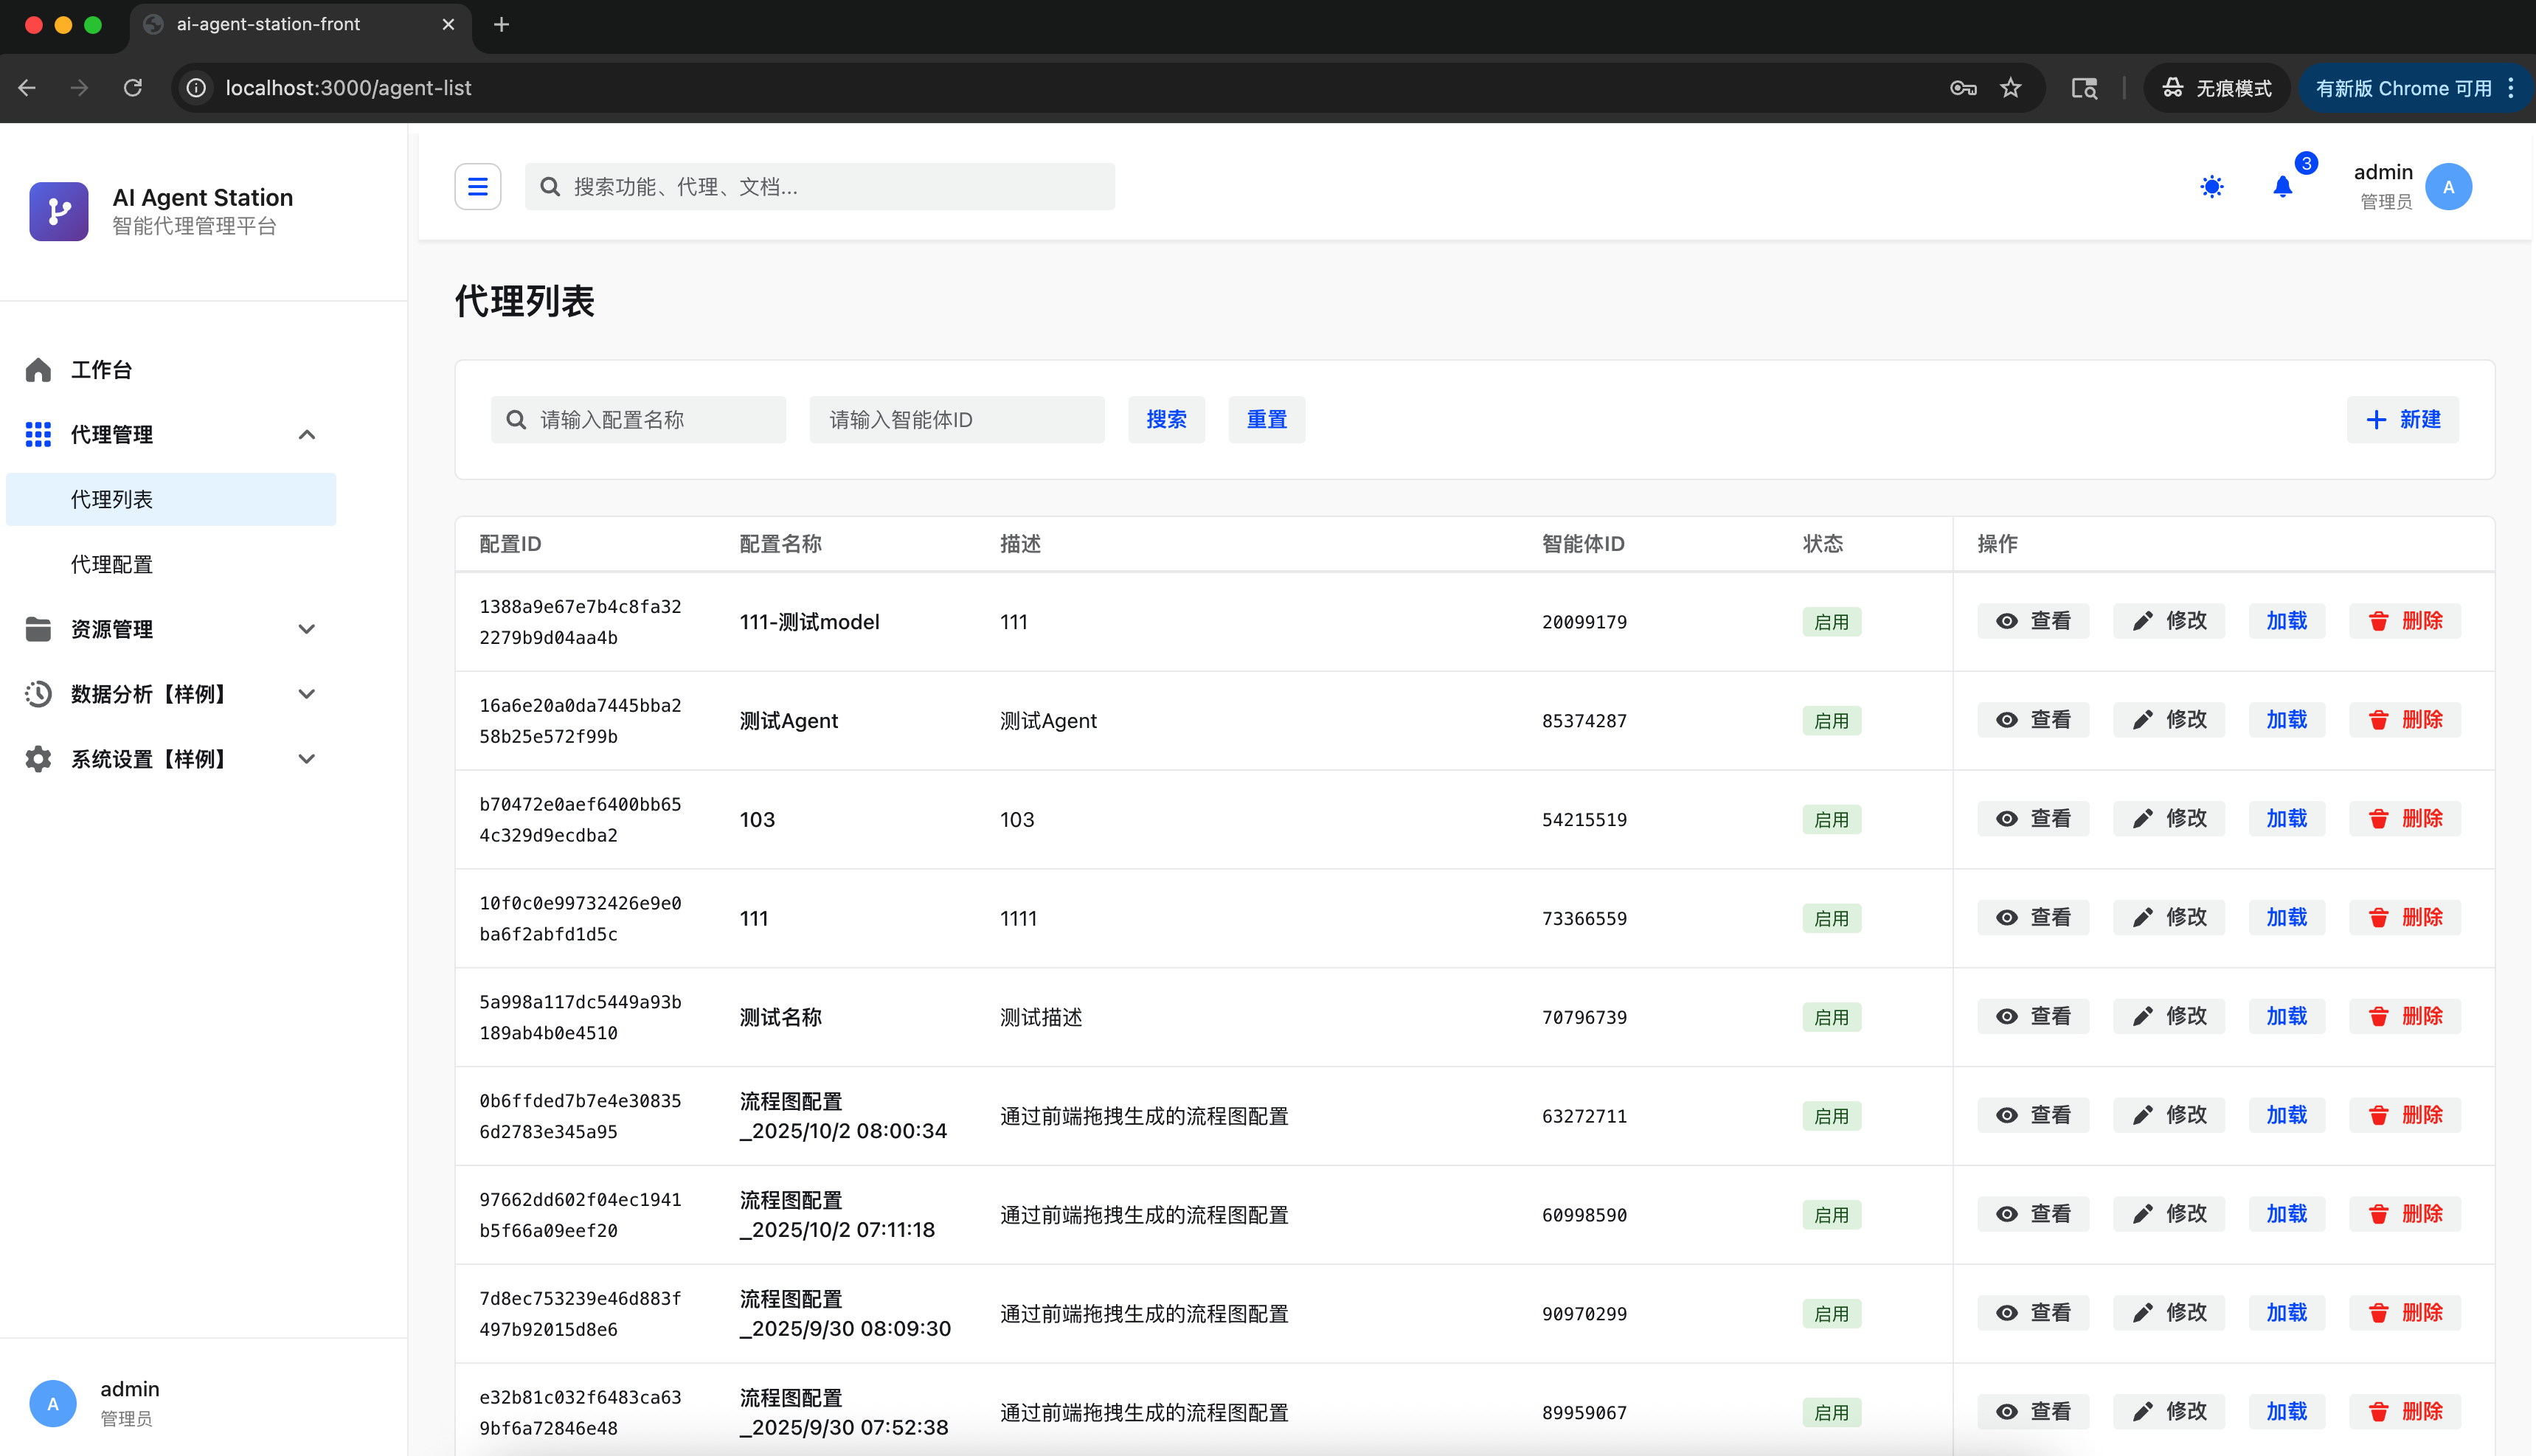 ai-agent-station-front
localhost:3000/agent-list
无痕模式
有新版 Chrome 可用
AI Agent Station
智能代理管理平台
搜索功能、代理、文档...
3
admin
管理员
A
工作台
代理管理
代理列表
代理配置
资源管理
数据分析【样例】
系统设置【样例】
A
admin
管理员
代理列表
请输入配置名称 请输入智能体ID 搜索 重置 新建
配置ID 配置名称 描述 智能体ID 状态 操作
1388a9e67e7b4c8fa32
2279b9d04aa4b
111-测试model 111 20099179 启用 查看 修改 加载 删除
16a6e20a0da7445bba2
58b25e572f99b
测试Agent 测试Agent 85374287 启用 查看 修改 加载 删除
b70472e0aef6400bb65
4c329d9ecdba2
103 103 54215519 启用 查看 修改 加载 删除
10f0c0e99732426e9e0
ba6f2abfd1d5c
111 1111 73366559 启用 查看 修改 加载 删除
5a998a117dc5449a93b
189ab4b0e4510
测试名称 测试描述 70796739 启用 查看 修改 加载 删除
0b6ffded7b7e4e30835
6d2783e345a95
流程图配置
_2025/10/2 08:00:34
通过前端拖拽生成的流程图配置 63272711 启用 查看 修改 加载 删除
97662dd602f04ec1941
b5f66a09eef20
流程图配置
_2025/10/2 07:11:18
通过前端拖拽生成的流程图配置 60998590 启用 查看 修改 加载 删除
7d8ec753239e46d883f
497b92015d8e6
流程图配置
_2025/9/30 08:09:30
通过前端拖拽生成的流程图配置 90970299 启用 查看 修改 加载 删除
e32b81c032f6483ca63
9bf6a72846e48
流程图配置
_2025/9/30 07:52:38
通过前端拖拽生成的流程图配置 89959067 启用 查看 修改 加载 删除